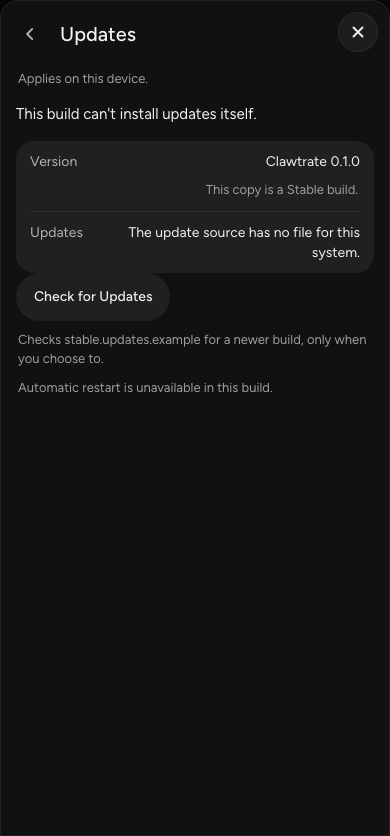 Updates
Applies on this device.
This build can't install updates itself.
Version
Clawtrate 0.1.0
This copy is a Stable build.
Updates
The update source has no file for this
system.
Check for Updates
Checks stable.updates.example for a newer build, only when
you choose to.
Automatic restart is unavailable in this build.